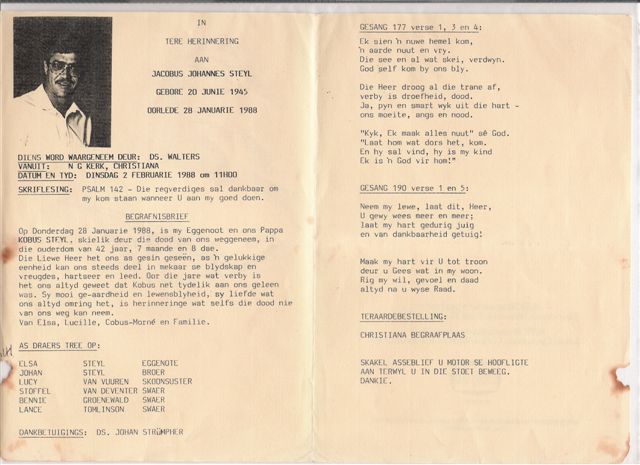 IN
TERE HERINNERING
AAN
JACOBUS JOHANNES STEYL
GEBORE 20 JUNIE 1945
OORLEDE 28 JANUARIE 1988
DIENS WORD WAARGENEEM DEUR: DS. WALTERS
VANUIT: N G KERK, CHRISTIANA
DATUM EN TYD: DINSDAG 2 FEBRUARIE 1988 om 11H00
SKRIFLESING: PSALM 142 - Die regverdiges sal dankbaar om
my kom staan wanneer U aan my goed doen.
BEGRAFNISBRIEF
Op Donderdag 28 Januarie 1988, is my Eggenoot en ons Pappa
KOBUS STEYL, skielik deur die dood van ons weggeneem, in
die ouderdom van 42 jaar, 7 maande en 8 dae.
Die Liewe Heer het ons as gesin geseën, as 'n gelukkige
eenheid kan ons steeds deel in mekaar se blydskap en
vreugdes, hartseer en leed. Oor die jare wat verby is
het ons altyd geweet dat Kobus net tydelik aan ons geleen
was. Sy mooi ge-aardheid en lewensblyheid, sy liefde wat
ons altyd omring het, is herinneringe wat selfs die dood nie
van ons weg kan neem.
Van Elsa, Lucille, Cobus-Morné en Familie.
AS DRAERS TREE OP:
ELSA STEYL EGGENOTE
JOHAN STEYL BROER
LUCY VAN VUUREN SKOONSUSTER
STOFFEL VAN DEVENTER SWAER
BENNIE GROENEWALD SWAER
LANCE TOMLINSON SWAER
DANKBETUIGINGS: DS. JOHAN STRÜMPHER
GESANG 177 verse 1, 3 en 4:
Ek sien 'n nuwe hemel kom,
'n aarde nuut en vry.
Die see en al wat skei, verdwyn.
God self kom by ons bly.
Die Heer droog al die trane af,
verby is droefheid, dood.
Ja, pyn en smart wyk uit die hart -
ons moeite, angs en nood.
"Kyk, Ek maak alles nuut" sê God.
"Laat hom wat dors het, kom.
En hy sal vind, hy is my kind
Ek is 'n God vir hom!"
GESANG 190 verse 1 en 5:
Neem my lewe, laat dit, Heer,
U gewy wees meer en meer;
laat my hart gedurig juig
en van dankbaarheid getuig!
Maak my hart vir U tot troon
deur u Gees wat in my woon.
Rig my wil, gevoel en daad
altyd na u wyse Raad.
TERAARDEBESTELLING:
CHRISTIANA BEGRAAFPLAAS
SKAKEL ASSEBLIEF U MOTOR SE HOOFLIGTE
AAN TERWYL U IN DIE STOET BEWEEG.
DANKIE.